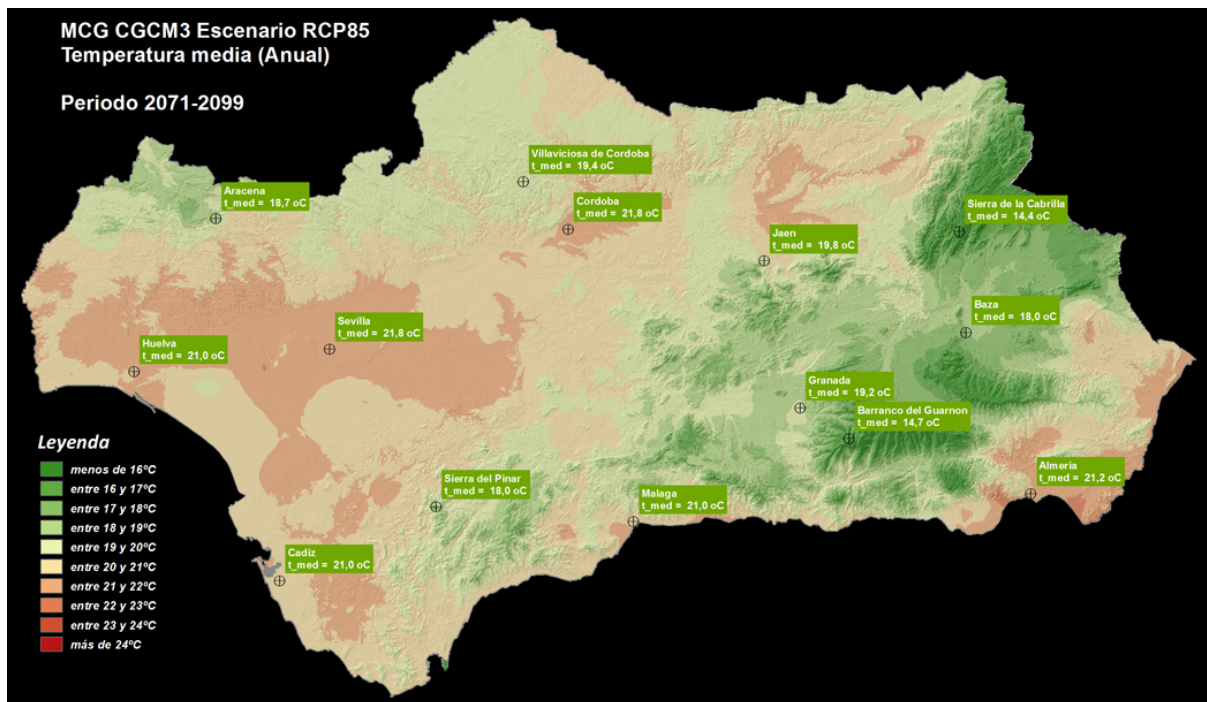 MCG CGCM3 Escenario RCP85
Temperatura media (Anual)
Periodo 2071-2099
Villaviciosa de Cordoba
t_med = 19,4 oC
Aracena
t_med = 18,7 oC
Cordoba
t_med = 21,8 oC
Sierra de la Cabrilla
t_med = 14,4 oC
Jaen
t_med = 19,8 oC
Baza
t_med = 18,0 oC
Sevilla
t_med = 21,8 oC
Huelva
t_med = 21,0 oC
Granada
t_med = 19,2 oC
Barranco del Guarnon
t_med = 14,7 oC
Almeria
t_med = 21,2 oC
Sierra del Pinar
t_med = 18,0 oC
Malaga
t_med = 21,0 oC
Cadiz
t_med = 21,0 oC
Leyenda
menos de 16ºC
entre 16 y 17ºC
entre 17 y 18ºC
entre 18 y 19ºC
entre 19 y 20ºC
entre 20 y 21ºC
entre 21 y 22ºC
entre 22 y 23ºC
entre 23 y 24ºC
más de 24ºC